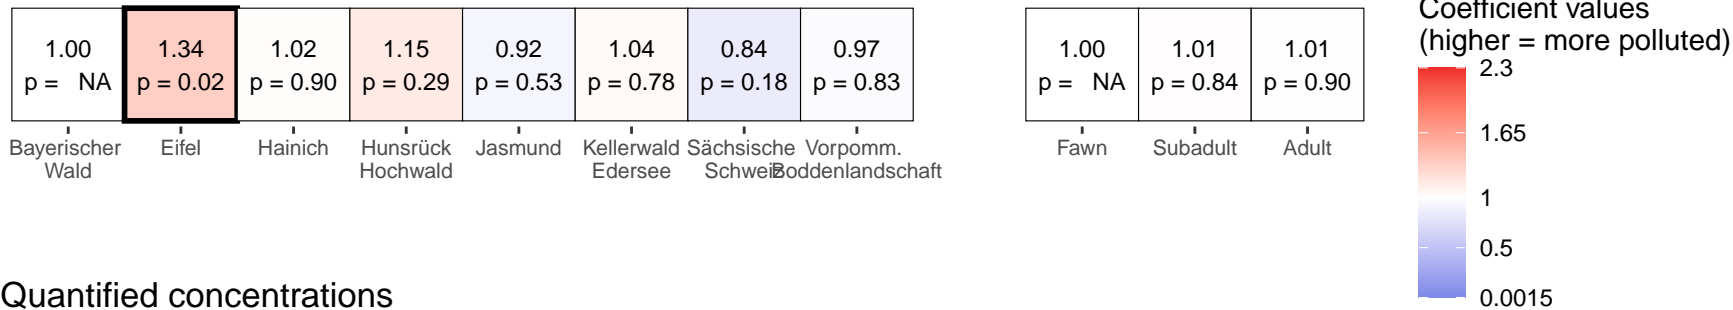 Coefficient values
(higher = more polluted)
1.00 1.34 1.02 1.15 0.92 1.04 0.84 0.97 1.00 1.01 1.01
p = NA p = 0.02 p = 0.90 p = 0.29 p = 0.53 p = 0.78 p = 0.18 p = 0.83 p = NA p = 0.84 p = 0.90
Bayerischer Eifel Hainich Hunsrück Jasmund Kellerwald Sächsische Vorpomm. Fawn Subadult Adult
Wald Hochwald Edersee Schweiz Boddenlandschaft
2.3
1.65
1
0.5
0.0015
Quantified concentrations